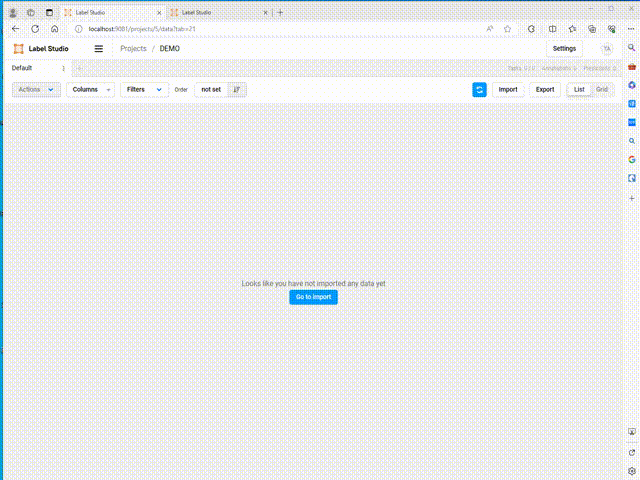 Label Studio
Label Studio
localhost:9081/projects/5/data?tab=21
Label Studio
Projects / DEMO
Settings
TA
Default
Tasks: 0 / 0
Annotations: 0
Predictions: 0
Actions
Columns
Filters
Order
not set
Import
Export
List
Grid
Looks like you have not imported any data yet
Go to import